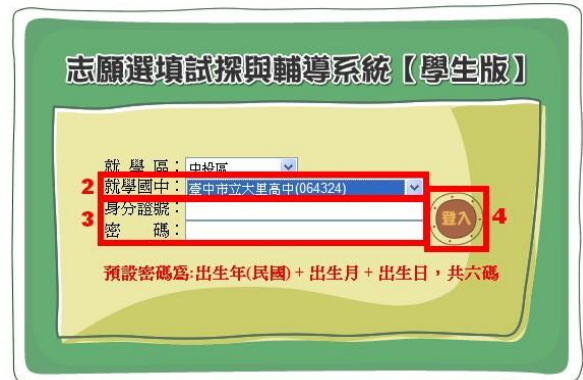 志願選填試探與輔導系統【學生版】
就 學 區：中投區
2 就學國中：臺中市立大里高中(064324)
3 身分證號：
密　　碼：
登入 4
預設密碼為:出生年(民國)+出生月+出生日，共六碼